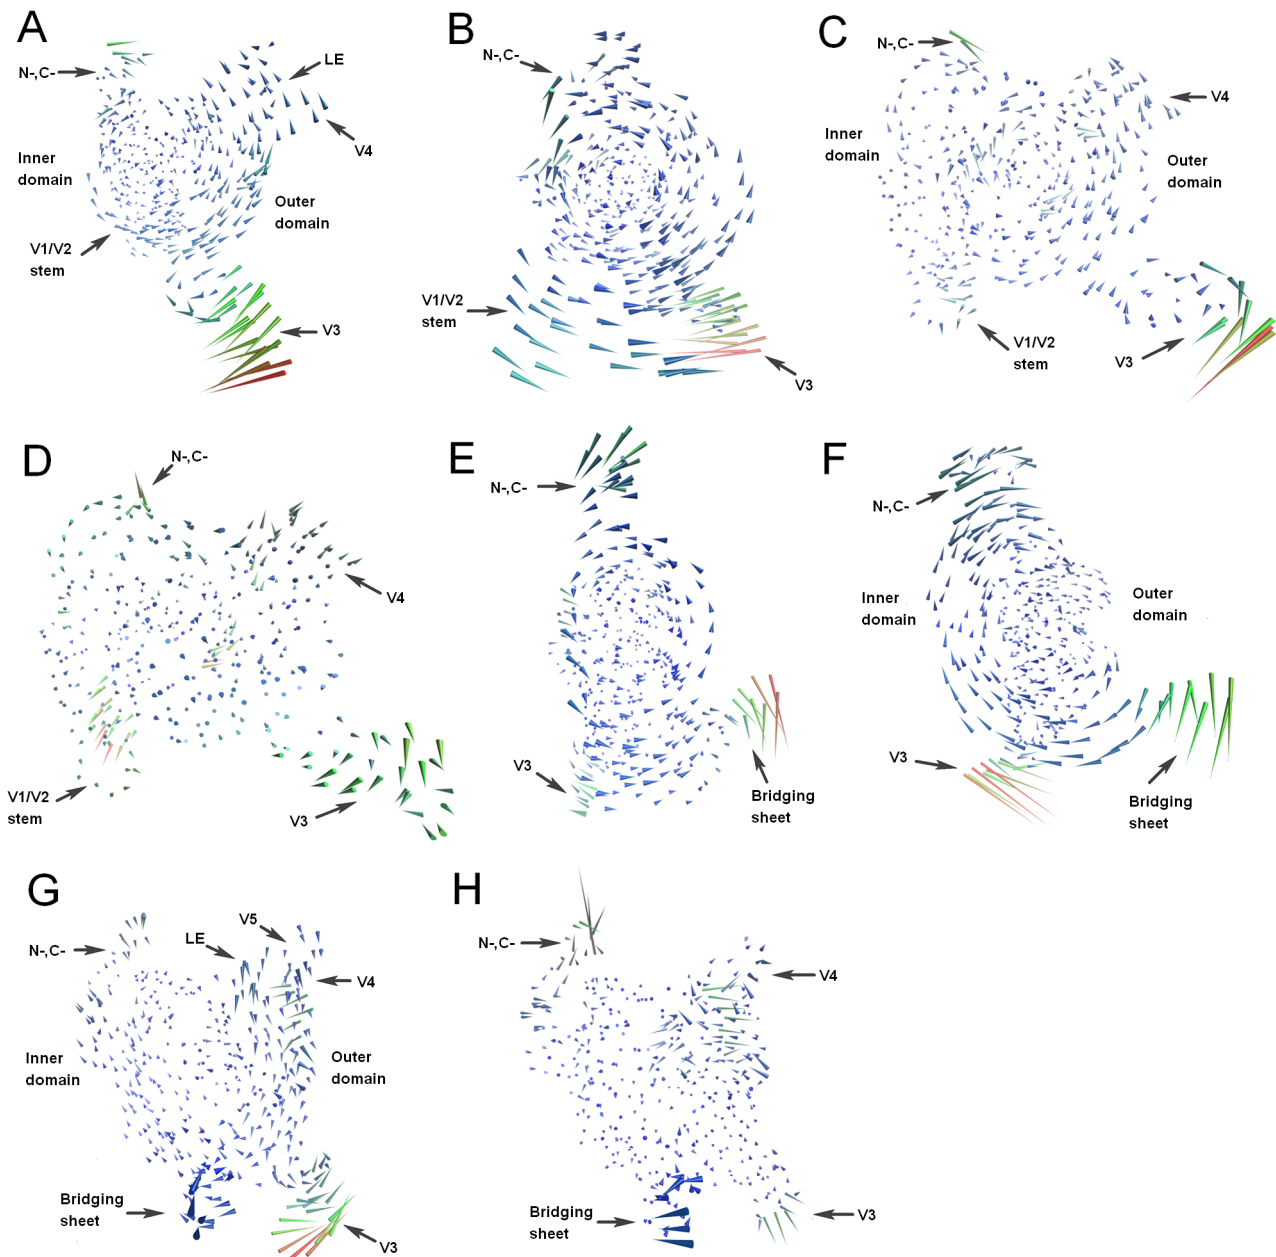 A
N-,C-
LE
V4
Inner
domain
Outer
domain
V1/V2
stem
V3
B
N-,C-
V1/V2
stem
V3
C
N-,C-
V4
Inner
domain
Outer
domain
V1/V2
stem
V3
D
N-,C-
V4
V1/V2
stem
V3
E
N-,C-
V3
Bridging
sheet
F
N-,C-
Inner
domain
Outer
domain
V3
Bridging
sheet
G
V5
LE
N-,C-
V4
Inner
domain
Outer
domain
Bridging
sheet
V3
H
N-,C-
V4
Bridging
sheet
V3